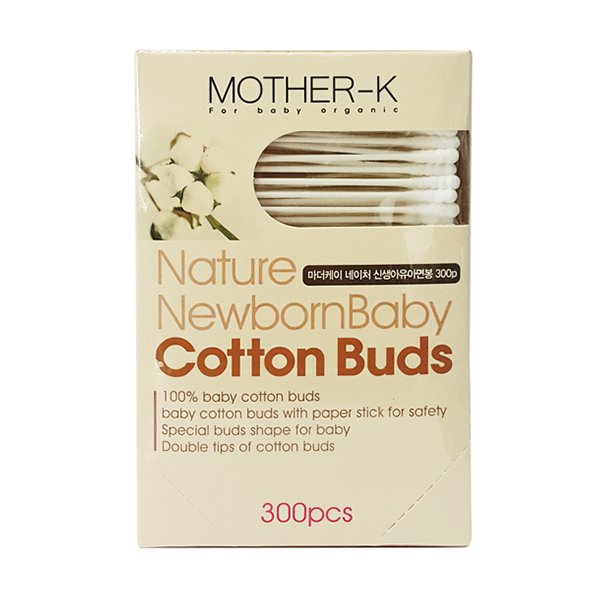 MOTHER-K
For baby organic
Nature
마더케이 네이처 신생아유아면봉 300p
NewbornBaby
Cotton Buds
100% baby cotton buds
baby cotton buds with paper stick for safety
Special buds shape for baby
Double tips of cotton buds
300pcs